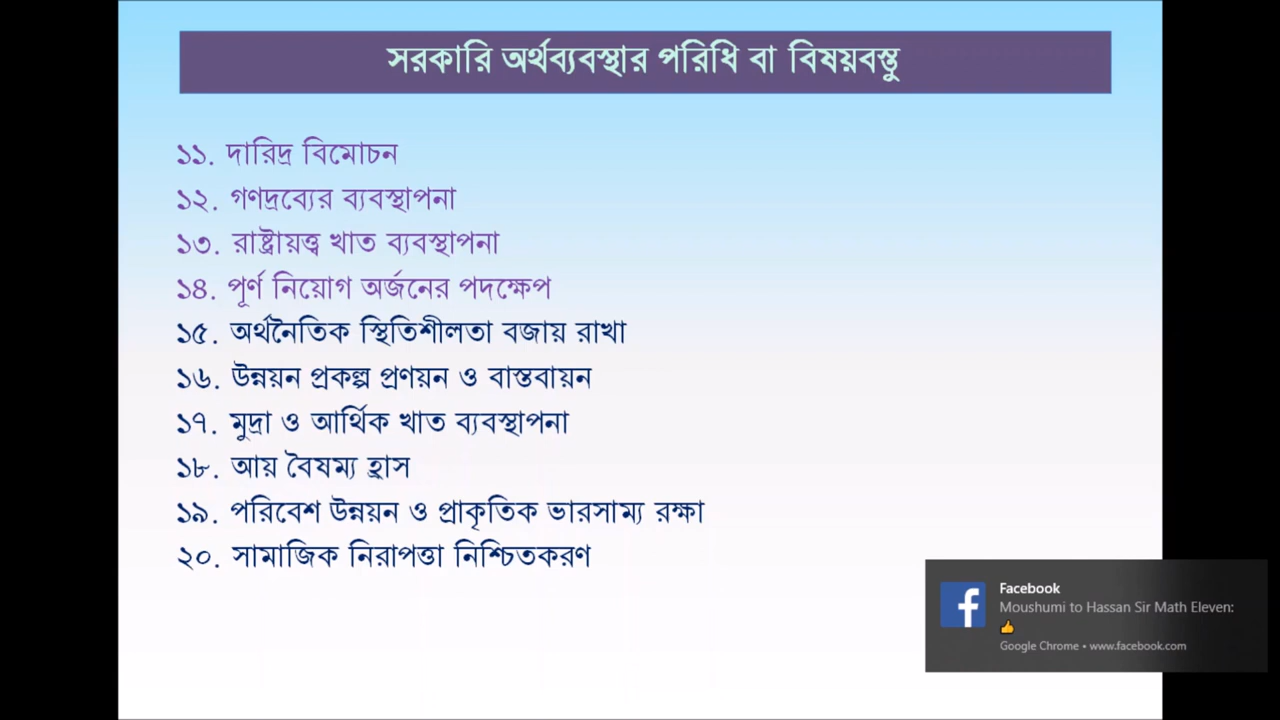 সরকারি অর্থব্যবস্থার পরিধি বা বিষয়বস্তু
১১. দারিদ্র বিমোচন
১২. গণদ্রব্যের ব্যবস্থাপনা
১৩. রাষ্ট্রায়ত্ত্ব খাত ব্যবস্থাপনা
১৪. পূর্ণ নিয়োগ অর্জনের পদক্ষেপ
১৫. অর্থনৈতিক স্থিতিশীলতা বজায় রাখা
১৬. উন্নয়ন প্রকল্প প্রণয়ন ও বাস্তবায়ন
১৭. মুদ্রা ও আর্থিক খাত ব্যবস্থাপনা
১৮. আয় বৈষম্য হ্রাস
১৯. পরিবেশ উন্নয়ন ও প্রাকৃতিক ভারসাম্য রক্ষা
২০. সামাজিক নিরাপত্তা নিশ্চিতকরণ
Facebook
Moushumi to Hassan Sir Math Eleven:
👍
Google Chrome • www.facebook.com